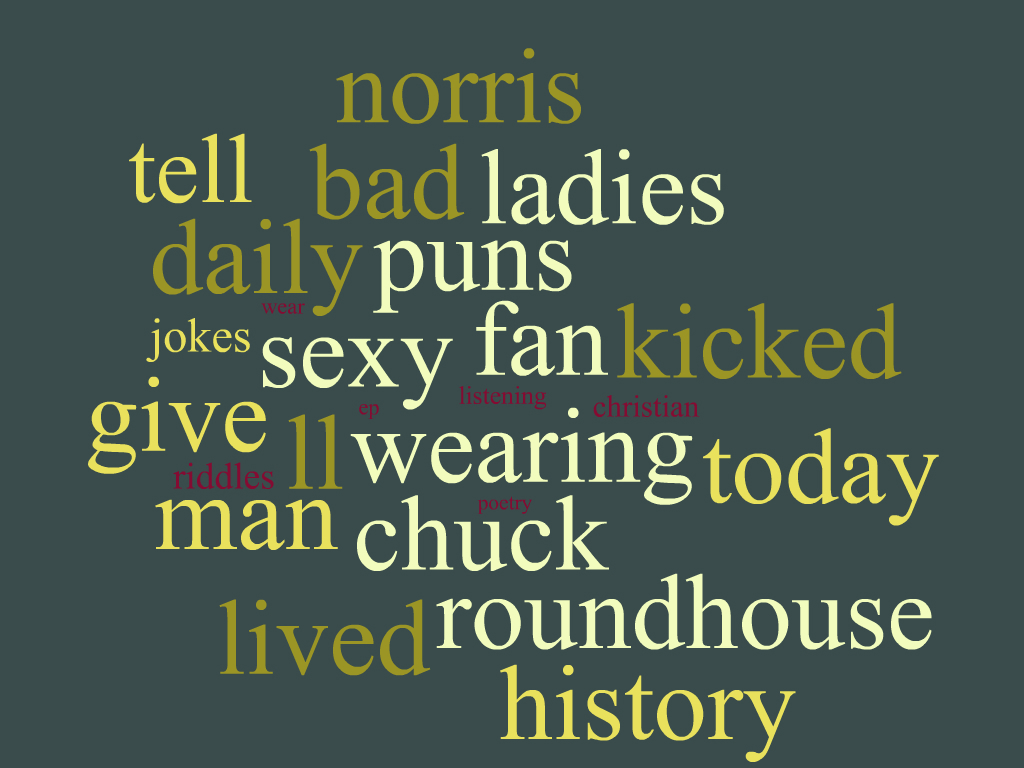 norris
tell bad ladies
daily puns
wear
jokes sexy fan kicked
give ep listening christian
ll wearing today
riddles
man chuck poetry
lived roundhouse
history